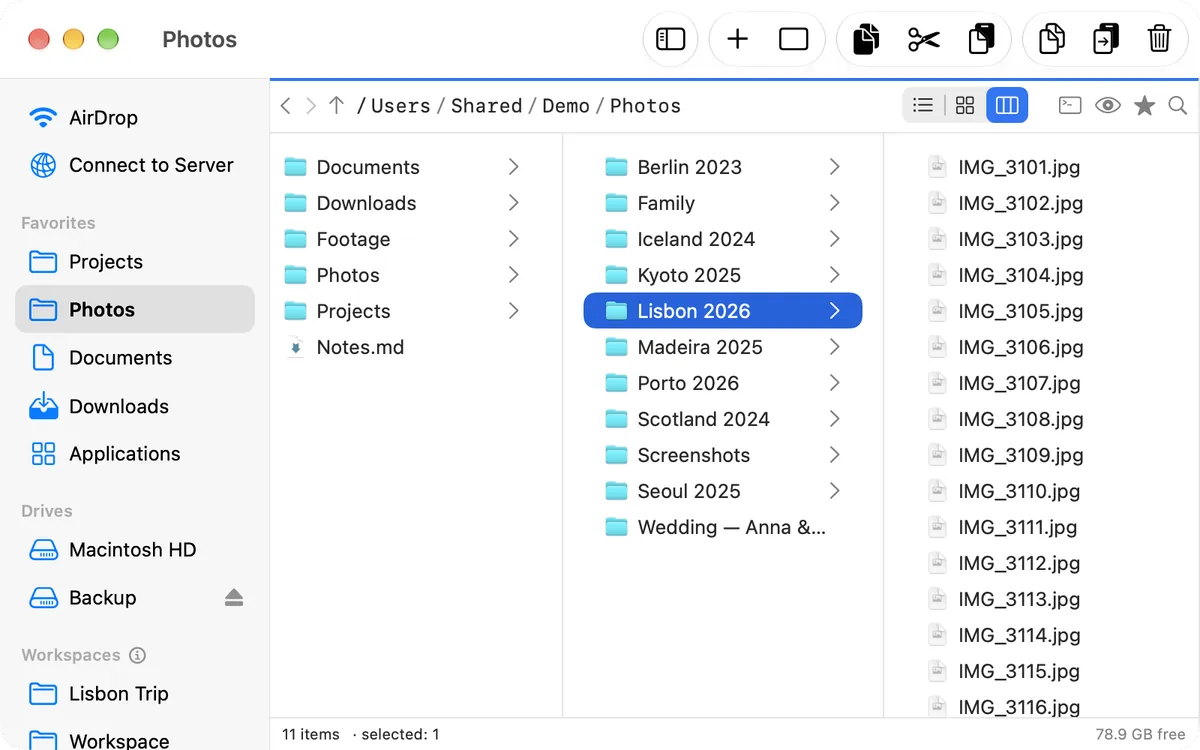 Photos
/Users/Shared/Demo/Photos
AirDrop
Connect to Server
Favorites
Projects
Photos
Documents
Downloads
Applications
Drives
Macintosh HD
Backup
Workspaces
Lisbon Trip
Workspace
Documents
Downloads
Footage
Photos
Projects
Notes.md
Berlin 2023
Family
Iceland 2024
Kyoto 2025
Lisbon 2026
Madeira 2025
Porto 2026
Scotland 2024
Screenshots
Seoul 2025
Wedding — Anna &...
IMG_3101.jpg
IMG_3102.jpg
IMG_3103.jpg
IMG_3104.jpg
IMG_3105.jpg
IMG_3106.jpg
IMG_3107.jpg
IMG_3108.jpg
IMG_3109.jpg
IMG_3110.jpg
IMG_3111.jpg
IMG_3112.jpg
IMG_3113.jpg
IMG_3114.jpg
IMG_3115.jpg
IMG_3116.jpg
11 items · selected: 1
78.9 GB free